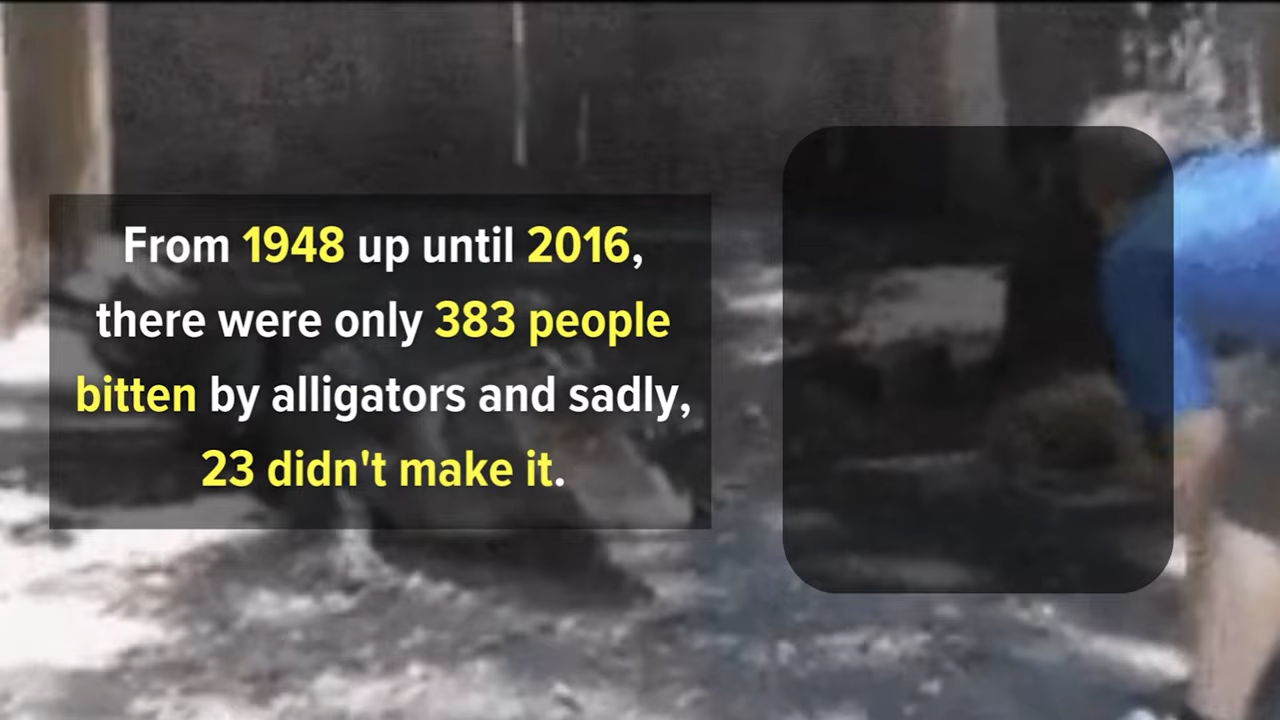 From 1948 up until 2016,
there were only 383 people
bitten by alligators and sadly,
23 didn't make it.